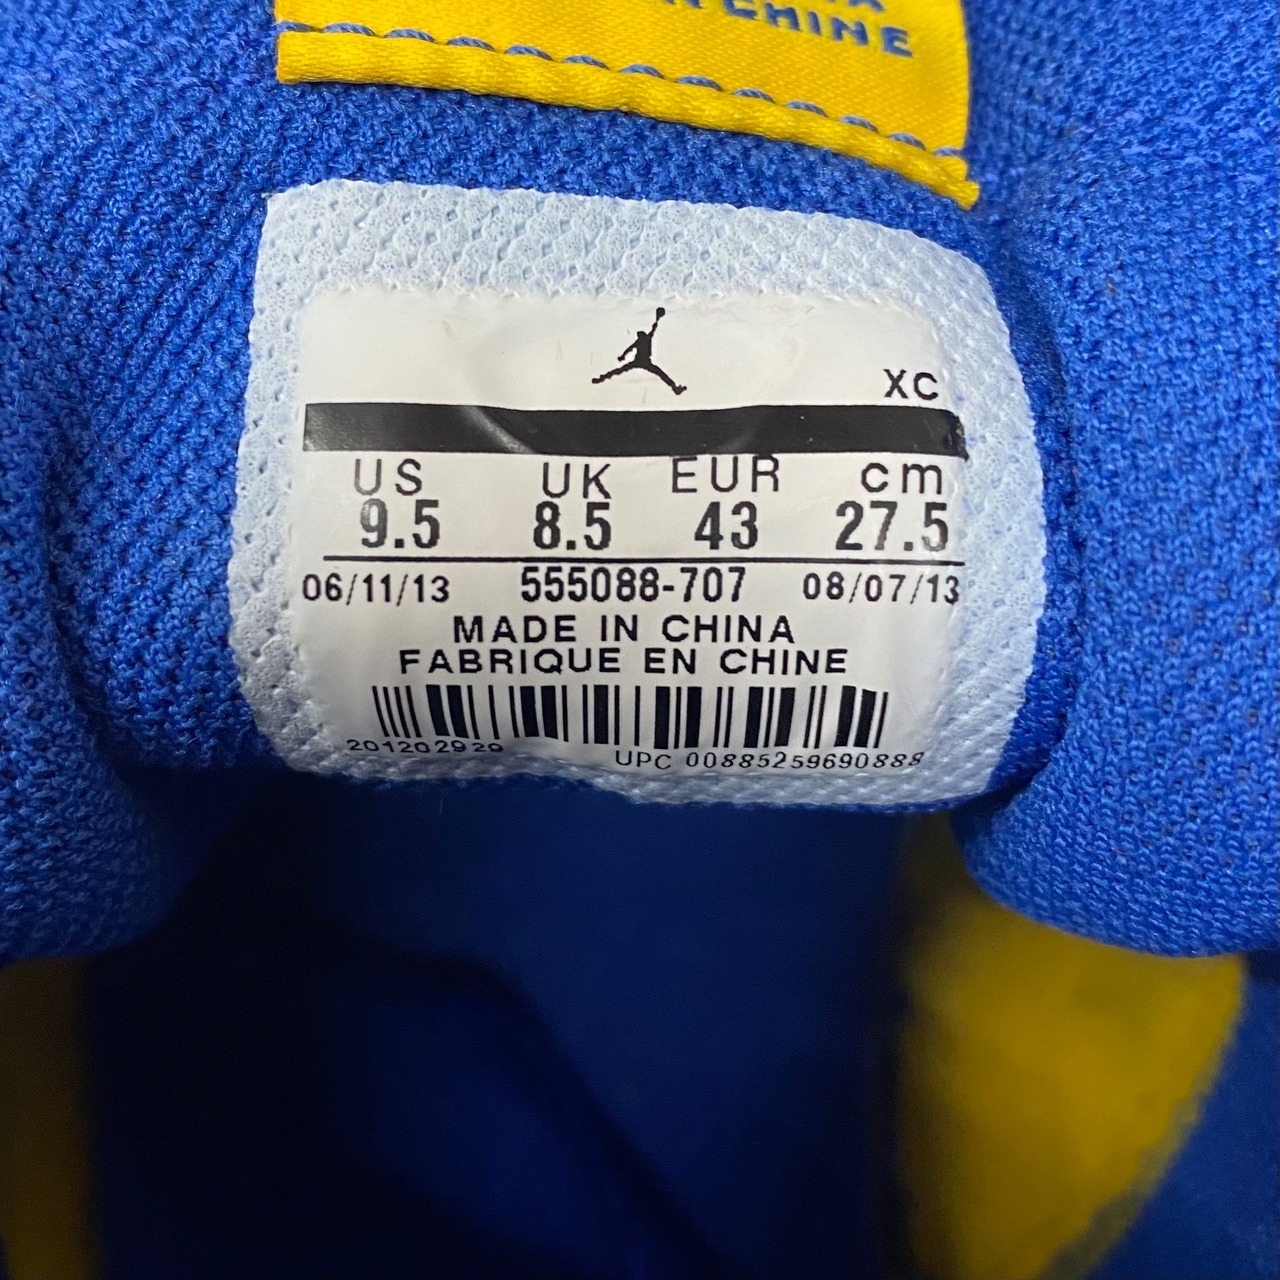 N CHINE
XC
US UK EUR cm
9.5 8.5 43 27.5
06/11/13 555088-707 08/07/13
MADE IN CHINA
FABRIQUE EN CHINE
201202929
UPC 00885259690888